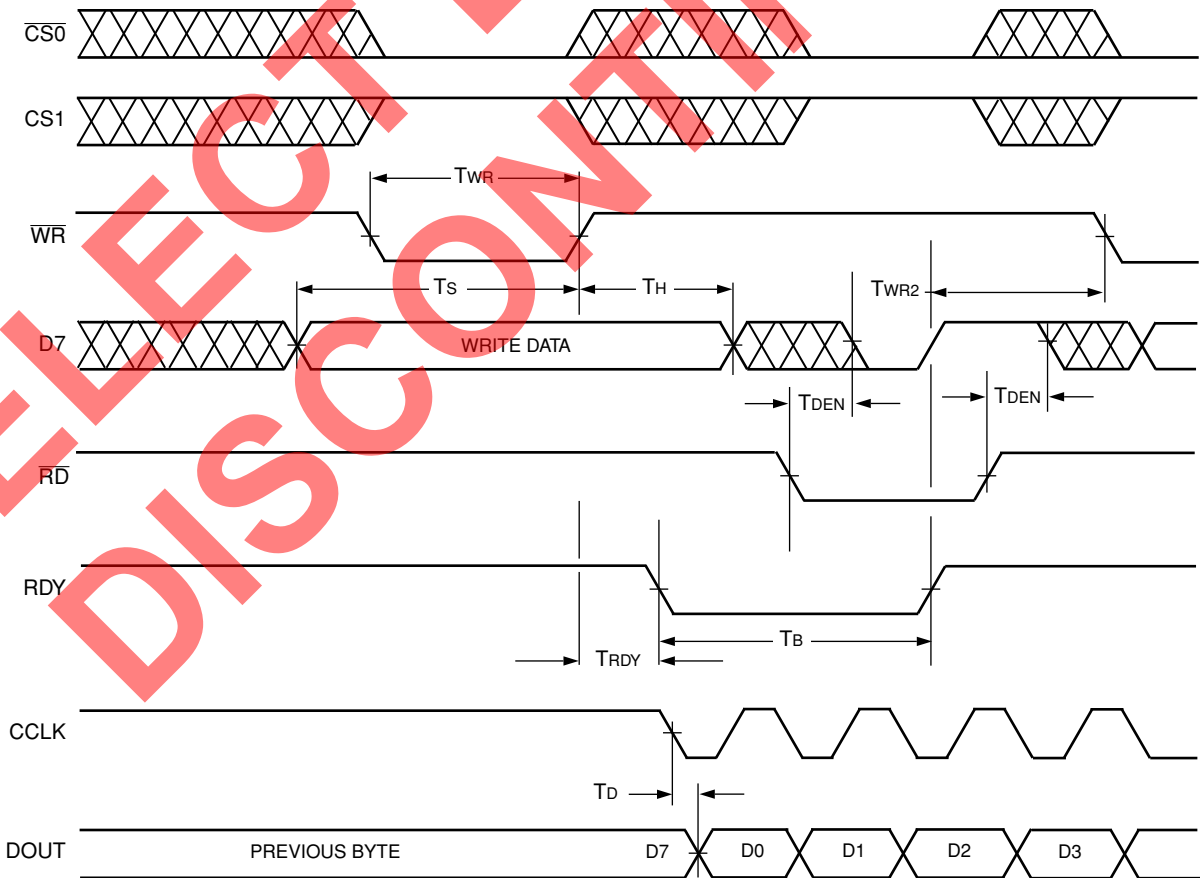 CS0
CS1
TWR
WR
TS
TH
TWR2
D7
WRITE DATA
TDEN
TDEN
RD
RDY
TB
TRDY
CCLK
TD
DOUT
PREVIOUS BYTE
D7
D0
D1
D2
D3
DISCONTI